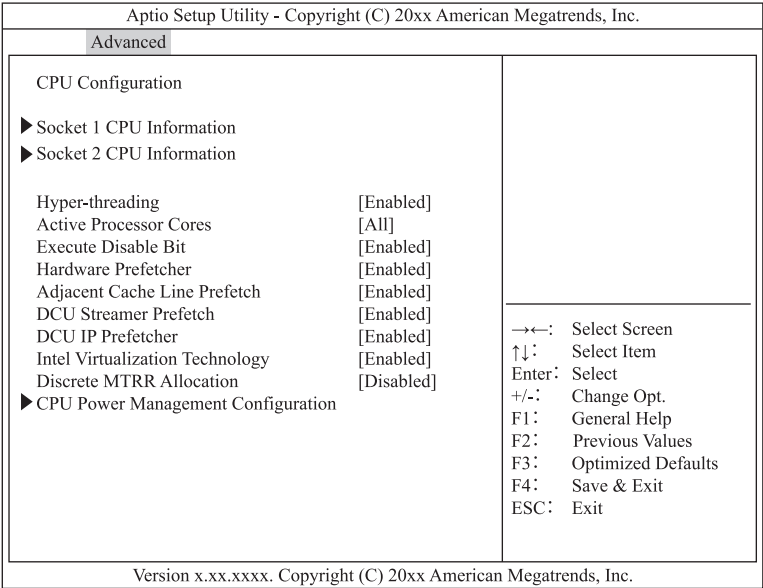 Aptio Setup Utility - Copyright (C) 20xx American Megatrends, Inc.
Advanced
CPU Configuration
Socket 1 CPU Information
Socket 2 CPU Information
Hyper-threading [Enabled]
Active Processor Cores [All]
Execute Disable Bit [Enabled]
Hardware Prefetcher [Enabled]
Adjacent Cache Line Prefetch [Enabled]
DCU Streamer Prefetch [Enabled]
DCU IP Prefetcher [Enabled]
Intel Virtualization Technology [Enabled]
Discrete MTRR Allocation [Disabled]
CPU Power Management Configuration
→←: Select Screen
↑↓: Select Item
Enter: Select
+/-: Change Opt.
F1: General Help
F2: Previous Values
F3: Optimized Defaults
F4: Save & Exit
ESC: Exit
Version x.xx.xxxx. Copyright (C) 20xx American Megatrends, Inc.